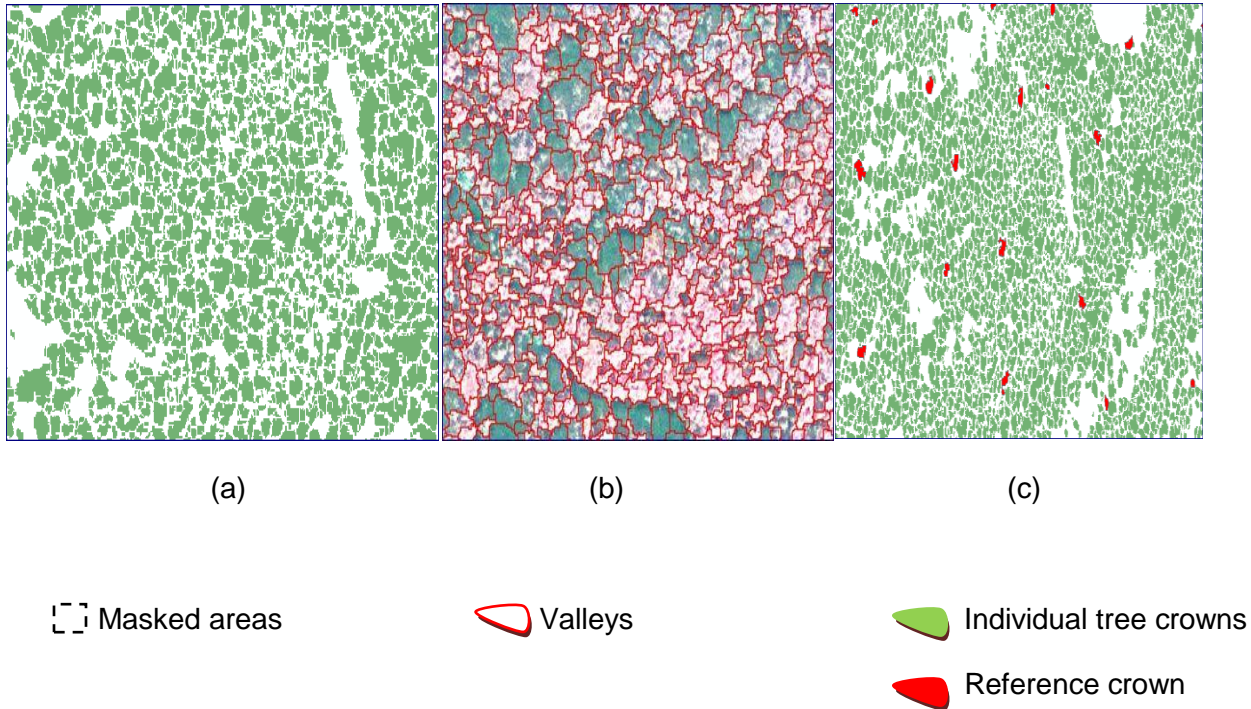 (a)
(b)
(c)
Masked areas
Valleys
Individual tree crowns
Reference crown